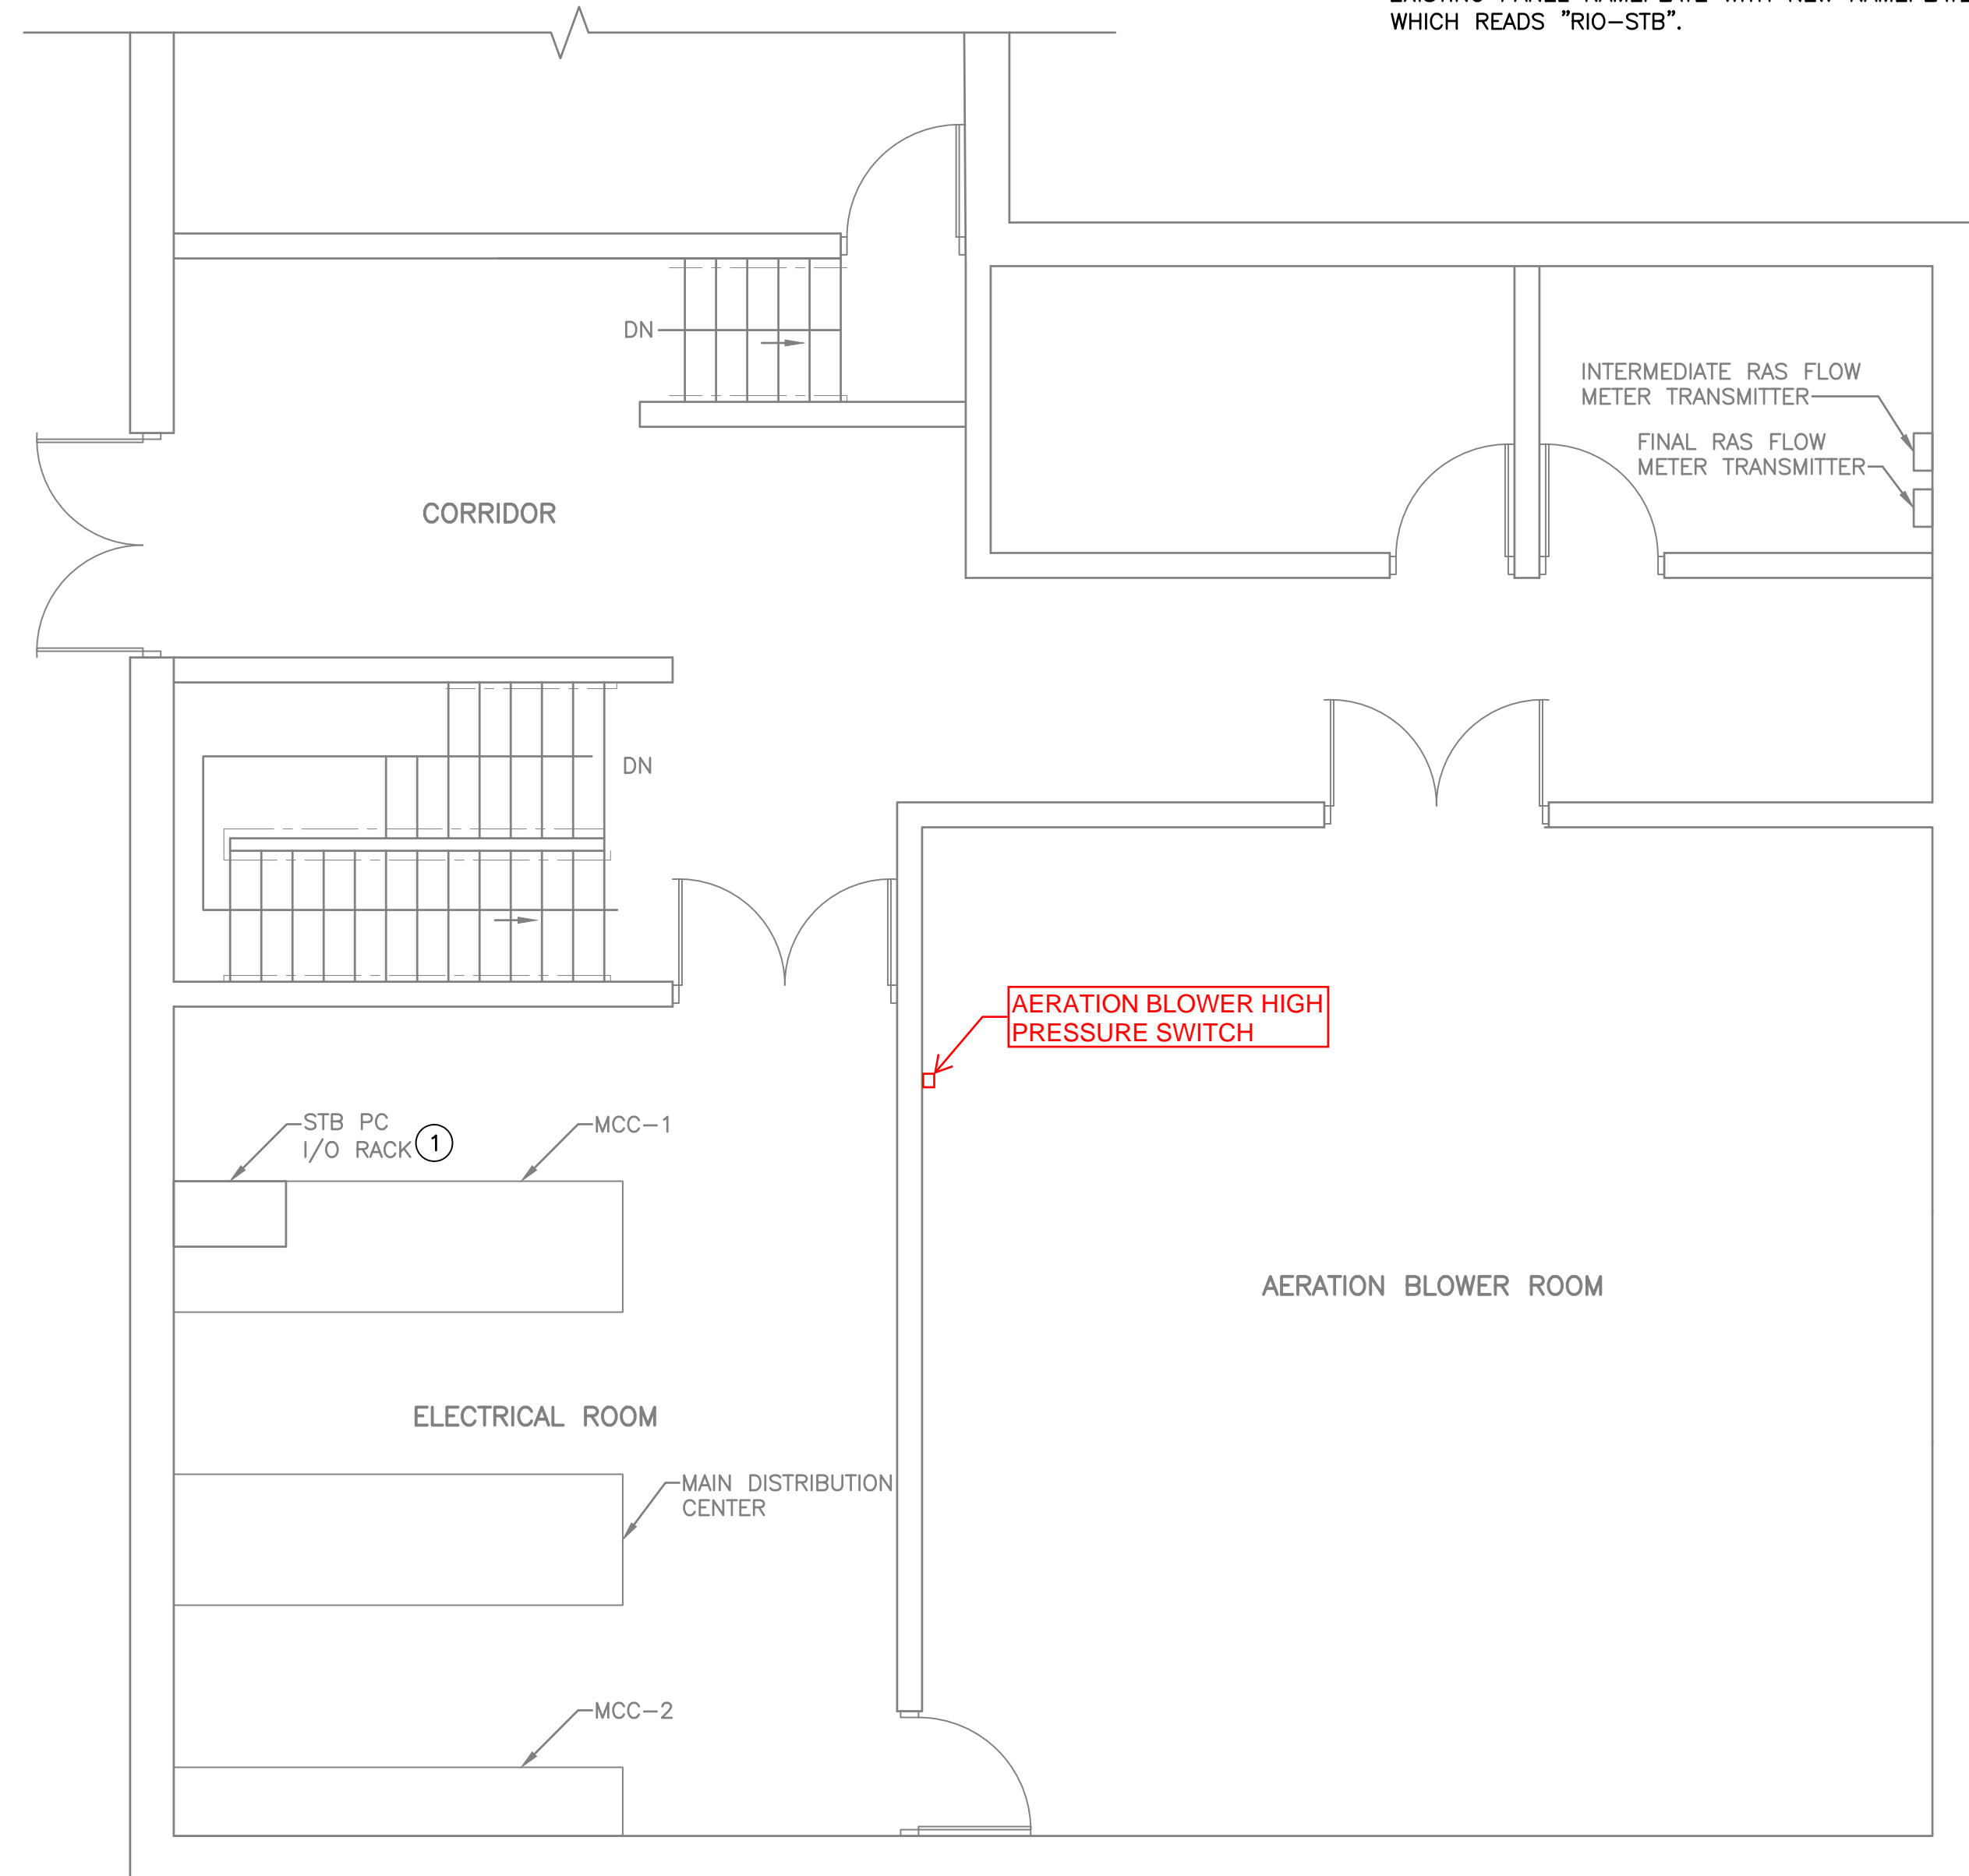 WHICH READS "RIO-STB".
DN
INTERMEDIATE RAS FLOW
METER TRANSMITTER
FINAL RAS FLOW
METER TRANSMITTER
CORRIDOR
DN
AERATION BLOWER HIGH
PRESSURE SWITCH
STB PC
I/O RACK 1
MCC-1
AERATION BLOWER ROOM
ELECTRICAL ROOM
MAIN DISTRIBUTION
CENTER
MCC-2